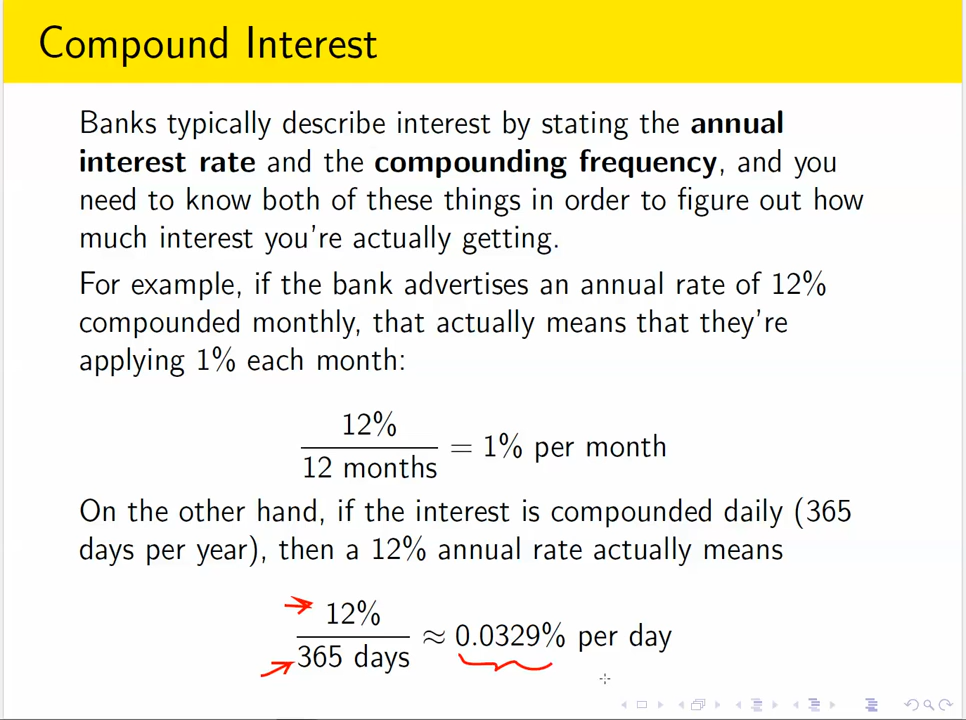 Compound Interest
Banks typically describe interest by stating the annual
interest rate and the compounding frequency, and you
need to know both of these things in order to figure out how
much interest you're actually getting.
For example, if the bank advertises an annual rate of 12%
compounded monthly, that actually means that they're
applying 1% each month:
12%
12 months
= 1% per month
On the other hand, if the interest is compounded daily (365
days per year), then a 12% annual rate actually means
12%
365 days
≈ 0.0329% per day